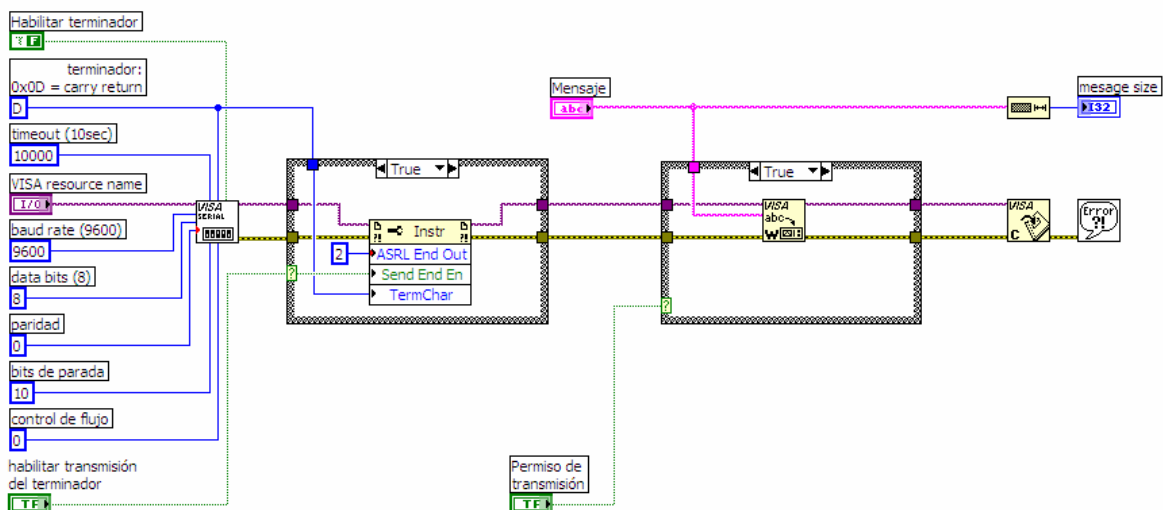 Habilitar terminador
F
terminador:
0x0D = carry return
D
timeout (10sec)
10000
VISA resource name
I/O
baud rate (9600)
9600
data bits (8)
8
paridad
0
bits de parada
10
control de flujo
0
habilitar transmisión
del terminador
TF
VISA
SERIAL
True
?
Instr
2
ASRL End Out
Send End En
TermChar
Mensaje
abc
mesage size
I32
True
VISA
abc
W
?
VISA
C
Error
?!
Permiso de
transmisión
TF